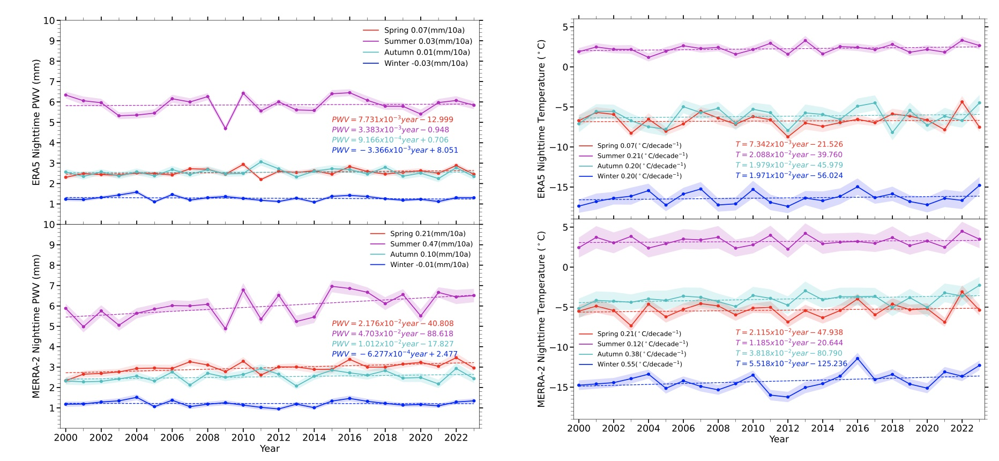 10
9
8
7
6
5
4
3
2
1
ERA5 Nighttime PWV (mm)
Spring 0.07(mm/10a)
Summer 0.03(mm/10a)
Autumn 0.01(mm/10a)
Winter -0.03(mm/10a)
PWV = 7.731x10⁻³year − 12.999
PWV = 3.383x10⁻³year − 0.948
PWV = 9.166x10⁻⁴year + 0.706
PWV = − 3.366x10⁻³year + 8.051
10
9
8
7
6
5
4
3
2
1
MERRA-2 Nighttime PWV (mm)
Spring 0.21(mm/10a)
Summer 0.47(mm/10a)
Autumn 0.10(mm/10a)
Winter -0.01(mm/10a)
PWV = 2.176x10⁻²year − 40.808
PWV = 4.703x10⁻²year − 88.618
PWV = 1.012x10⁻²year − 17.827
PWV = − 6.277x10⁻⁴year + 2.477
2000 2002 2004 2006 2008 2010 2012 2014 2016 2018 2020 2022
Year
5
0
−5
−10
−15
ERA5 Nighttime Temperature (°C)
Spring 0.07(°C/decade⁻¹)
Summer 0.21(°C/decade⁻¹)
Autumn 0.20(°C/decade⁻¹)
Winter 0.20(°C/decade⁻¹)
T = 7.342x10⁻³year − 21.526
T = 2.088x10⁻²year − 39.760
T = 1.979x10⁻²year − 45.979
T = 1.971x10⁻²year − 56.024
5
0
−5
−10
−15
MERRA-2 Nighttime Temperature (°C)
Spring 0.21(°C/decade⁻¹)
Summer 0.12(°C/decade⁻¹)
Autumn 0.38(°C/decade⁻¹)
Winter 0.55(°C/decade⁻¹)
T = 2.115x10⁻²year − 47.938
T = 1.185x10⁻²year − 20.644
T = 3.818x10⁻²year − 80.790
T = 5.518x10⁻²year − 125.236
2000 2002 2004 2006 2008 2010 2012 2014 2016 2018 2020 2022
Year